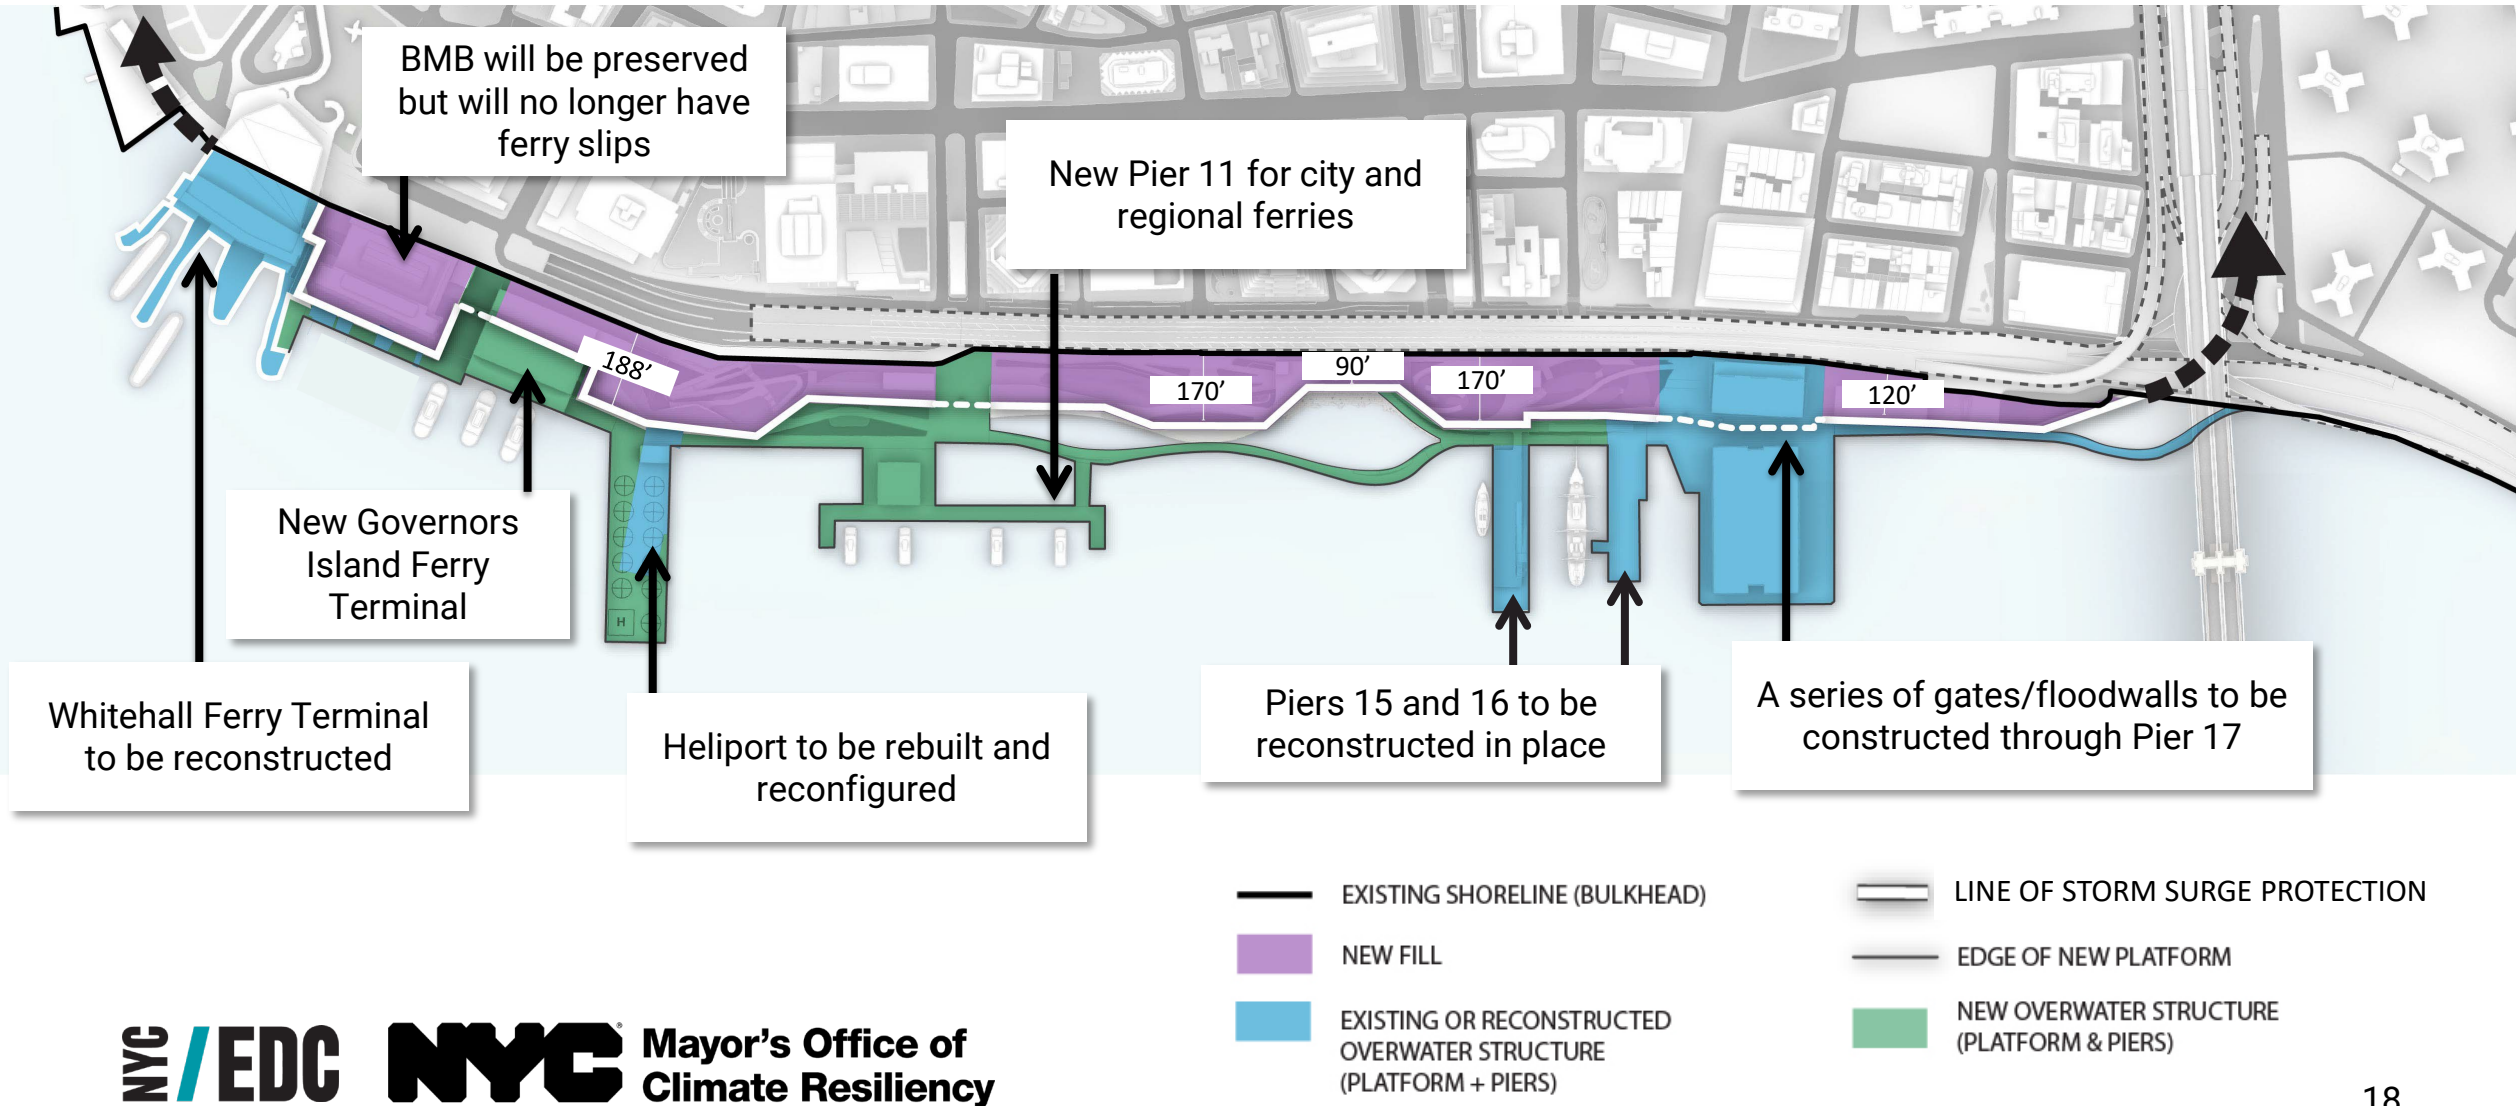 BMB will be preserved
but will no longer have
ferry slips
New Pier 11 for city and
regional ferries
188’
170’
90’
170’
120’
New Governors
Island Ferry
Terminal
H
Whitehall Ferry Terminal
to be reconstructed
Heliport to be rebuilt and
reconfigured
Piers 15 and 16 to be
reconstructed in place
A series of gates/floodwalls to be
constructed through Pier 17
EXISTING SHORELINE (BULKHEAD)
NEW FILL
EXISTING OR RECONSTRUCTED
OVERWATER STRUCTURE
(PLATFORM + PIERS)
LINE OF STORM SURGE PROTECTION
EDGE OF NEW PLATFORM
NEW OVERWATER STRUCTURE
(PLATFORM & PIERS)
NYC/EDC
NYC®
Mayor's Office of
Climate Resiliency
18